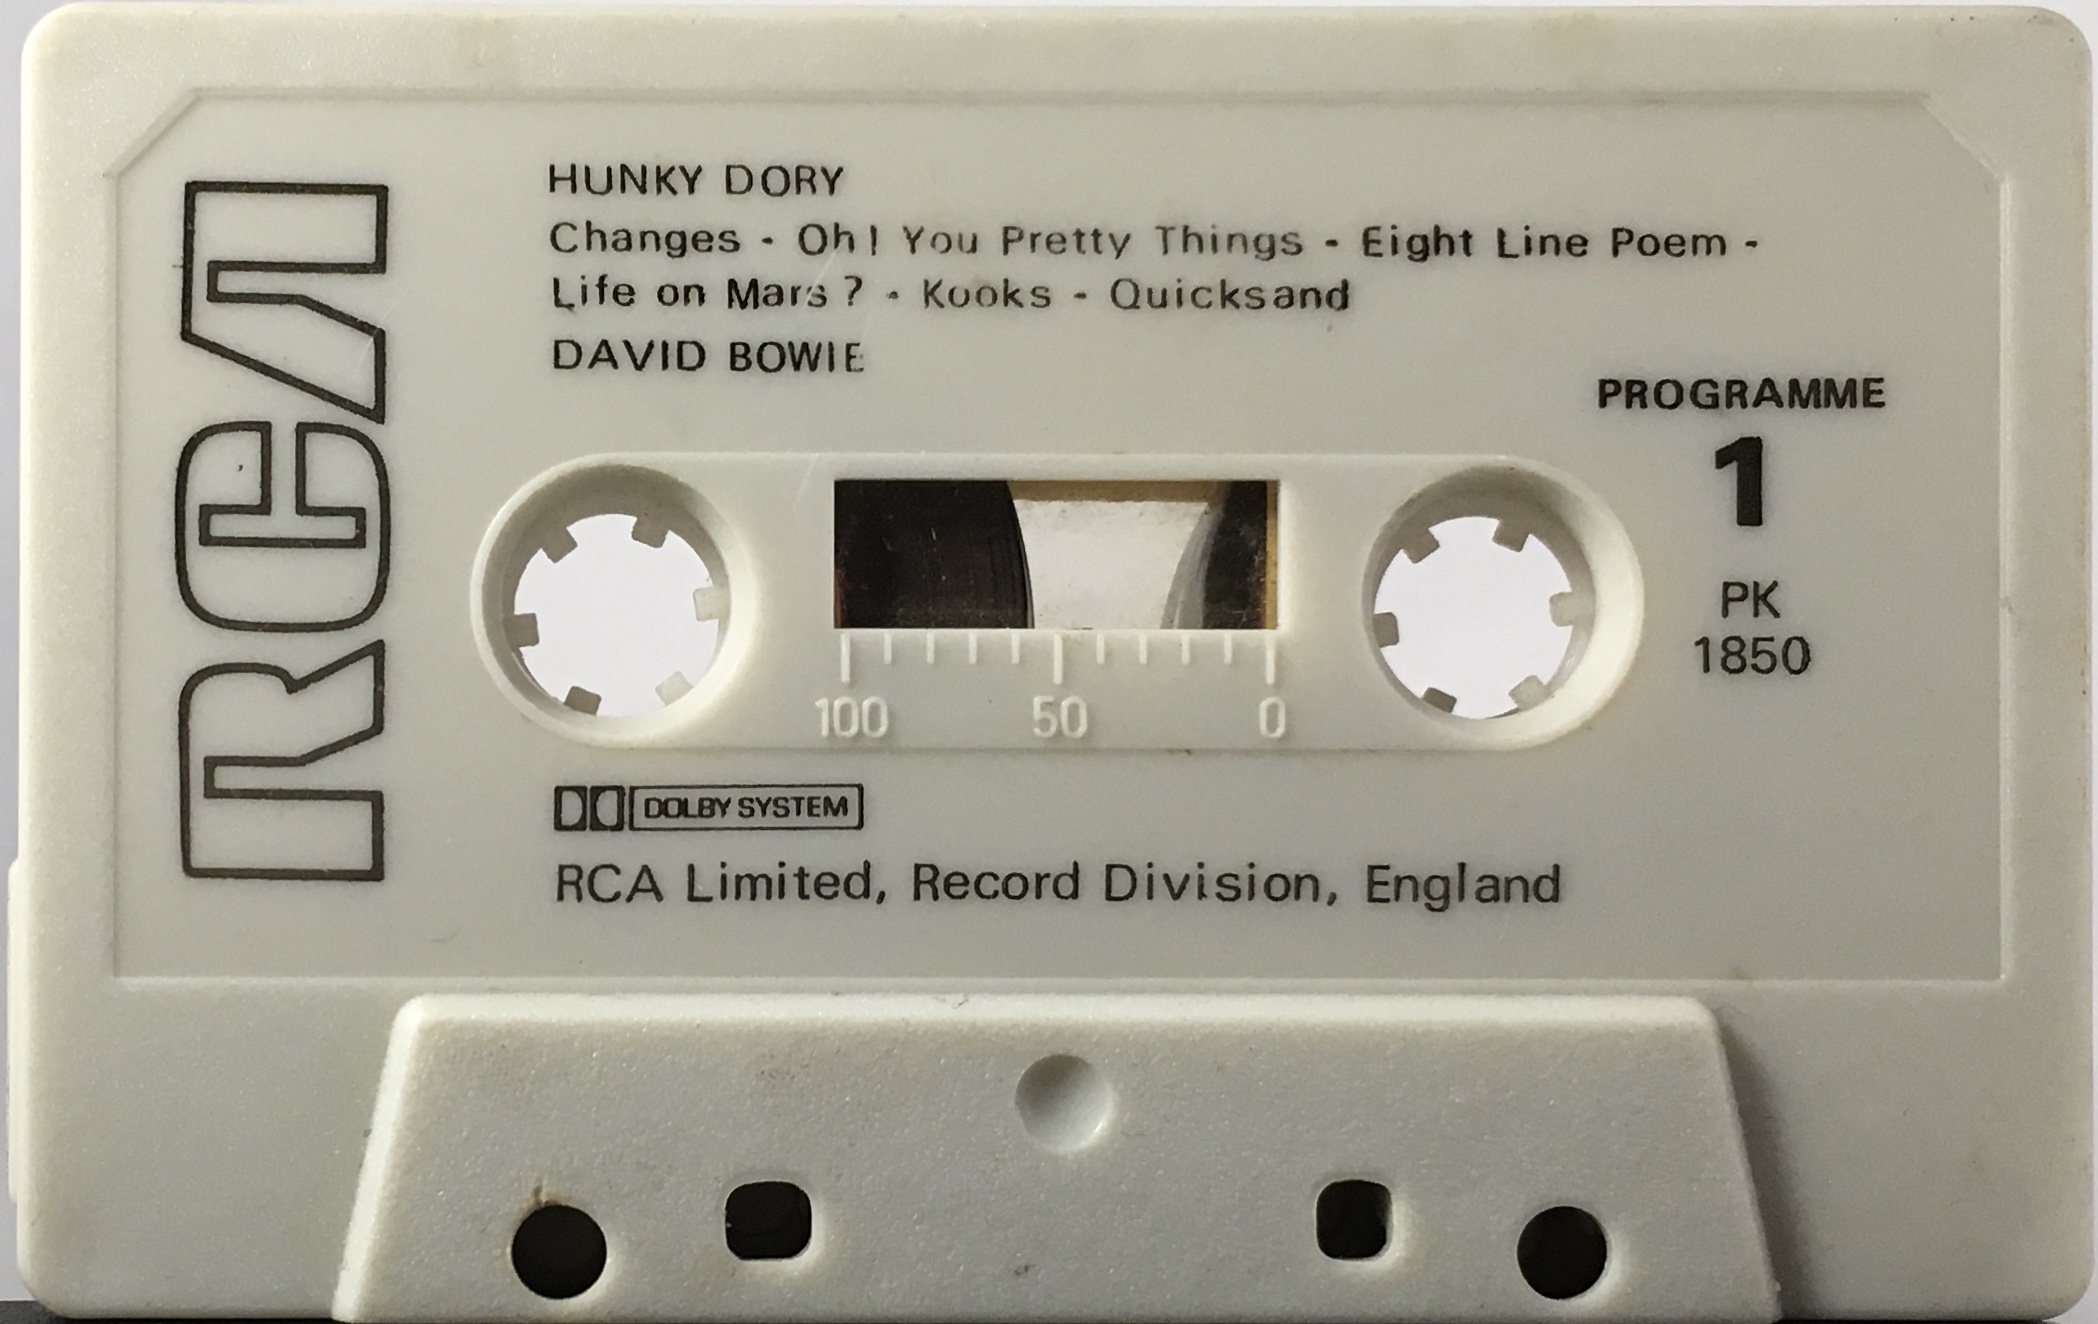 RCA
HUNKY DORY
Changes - Oh! You Pretty Things - Eight Line Poem -
Life on Mars? - Kooks - Quicksand
DAVID BOWIE
PROGRAMME
1
PK
1850
100 50 0
DOLBY SYSTEM
RCA Limited, Record Division, England